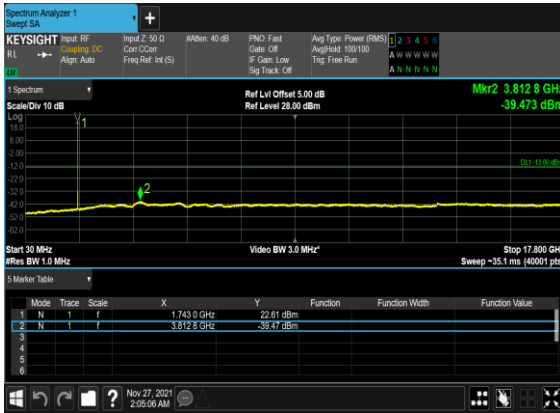 Spectrum Analyzer 1
Swept SA
+
KEYSIGHT
RL
Input: RF
Coupling: DC
Align: Auto
Input Z: 50 Ω
Corr CCorr
Freq Ref: Int (S)
#Atten: 40 dB
PNO: Fast
Gate: Off
IF Gain: Low
Sig Track: Off
Avg Type: Power (RMS)
Avg|Hold: 100/100
Trig: Free Run
1 2 3 4 5 6
A W W W W W
A N N N N N
1 Spectrum
Scale/Div 10 dB
Ref Lvl Offset 5.00 dB
Ref Level 28.00 dBm
Mkr2 3.812 8 GHz
-39.473 dBm
Log
18.0
8.00
-2.00
-12.0
-22.0
-32.0
-42.0
-52.0
-62.0
1
2
DL1 -13.00 dBm
Start 30 MHz
#Res BW 1.0 MHz
Video BW 3.0 MHz*
Stop 17.800 GHz
Sweep ~35.1 ms (40001 pts)
5 Marker Table
Mode Trace Scale X Y Function Function Width Function Value
1 N 1 f 1.743 0 GHz 22.61 dBm
2 N 1 f 3.812 8 GHz -39.47 dBm
3
4
5
6
?
Nov 27, 2021
2:05:06 AM